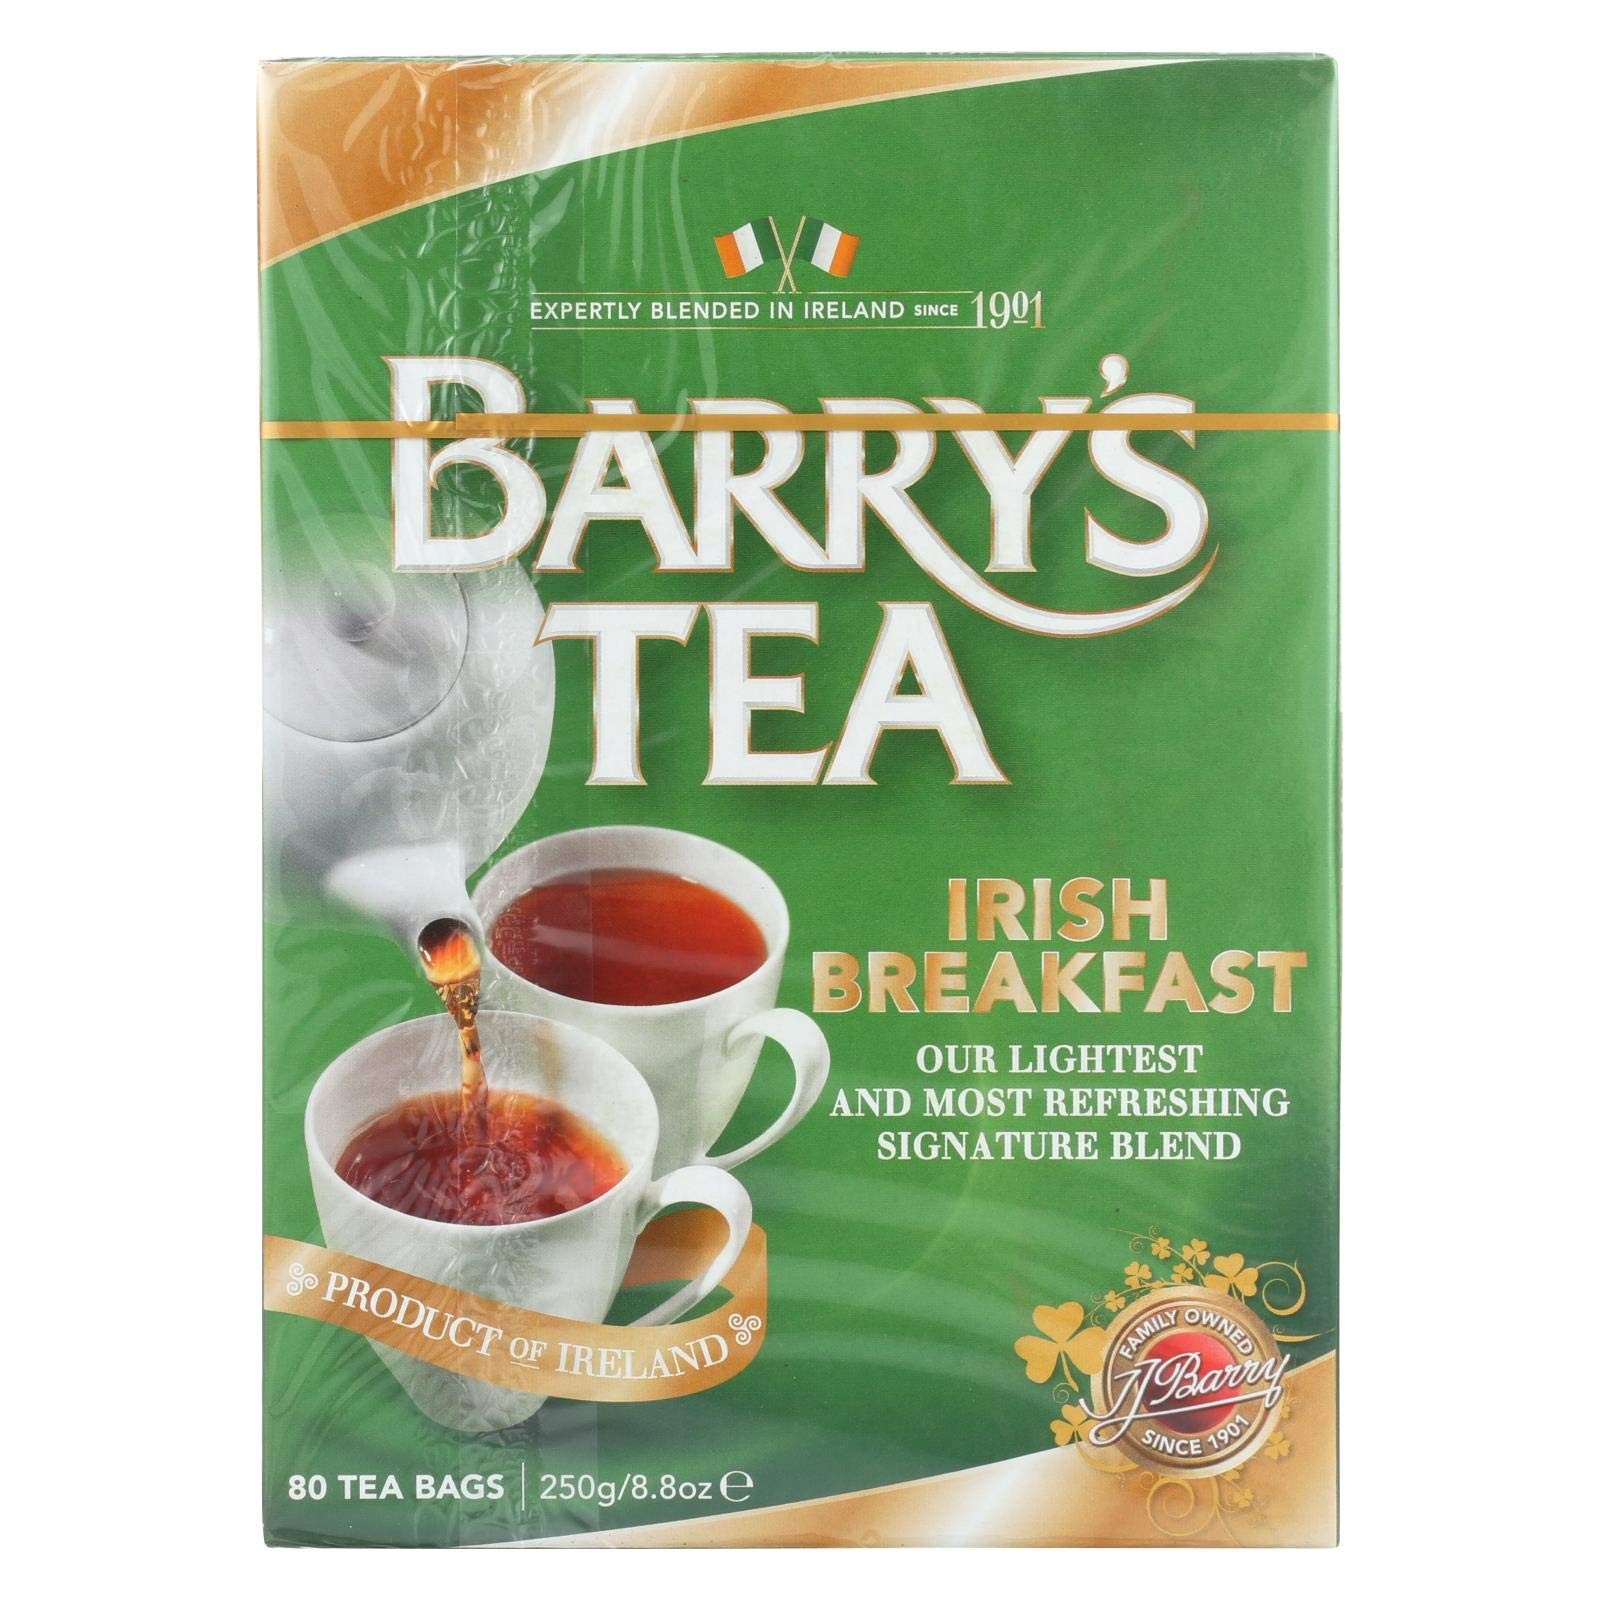 EXPERTLY BLENDED IN IRELAND SINCE 1901
BARRY'S
TEA
IRISH
BREAKFAST
OUR LIGHTEST
AND MOST REFRESHING
SIGNATURE BLEND
PRODUCT OF IRELAND
FAMILY OWNED
JJ Barry
SINCE 1901
80 TEA BAGS | 250g/8.8oz ℮